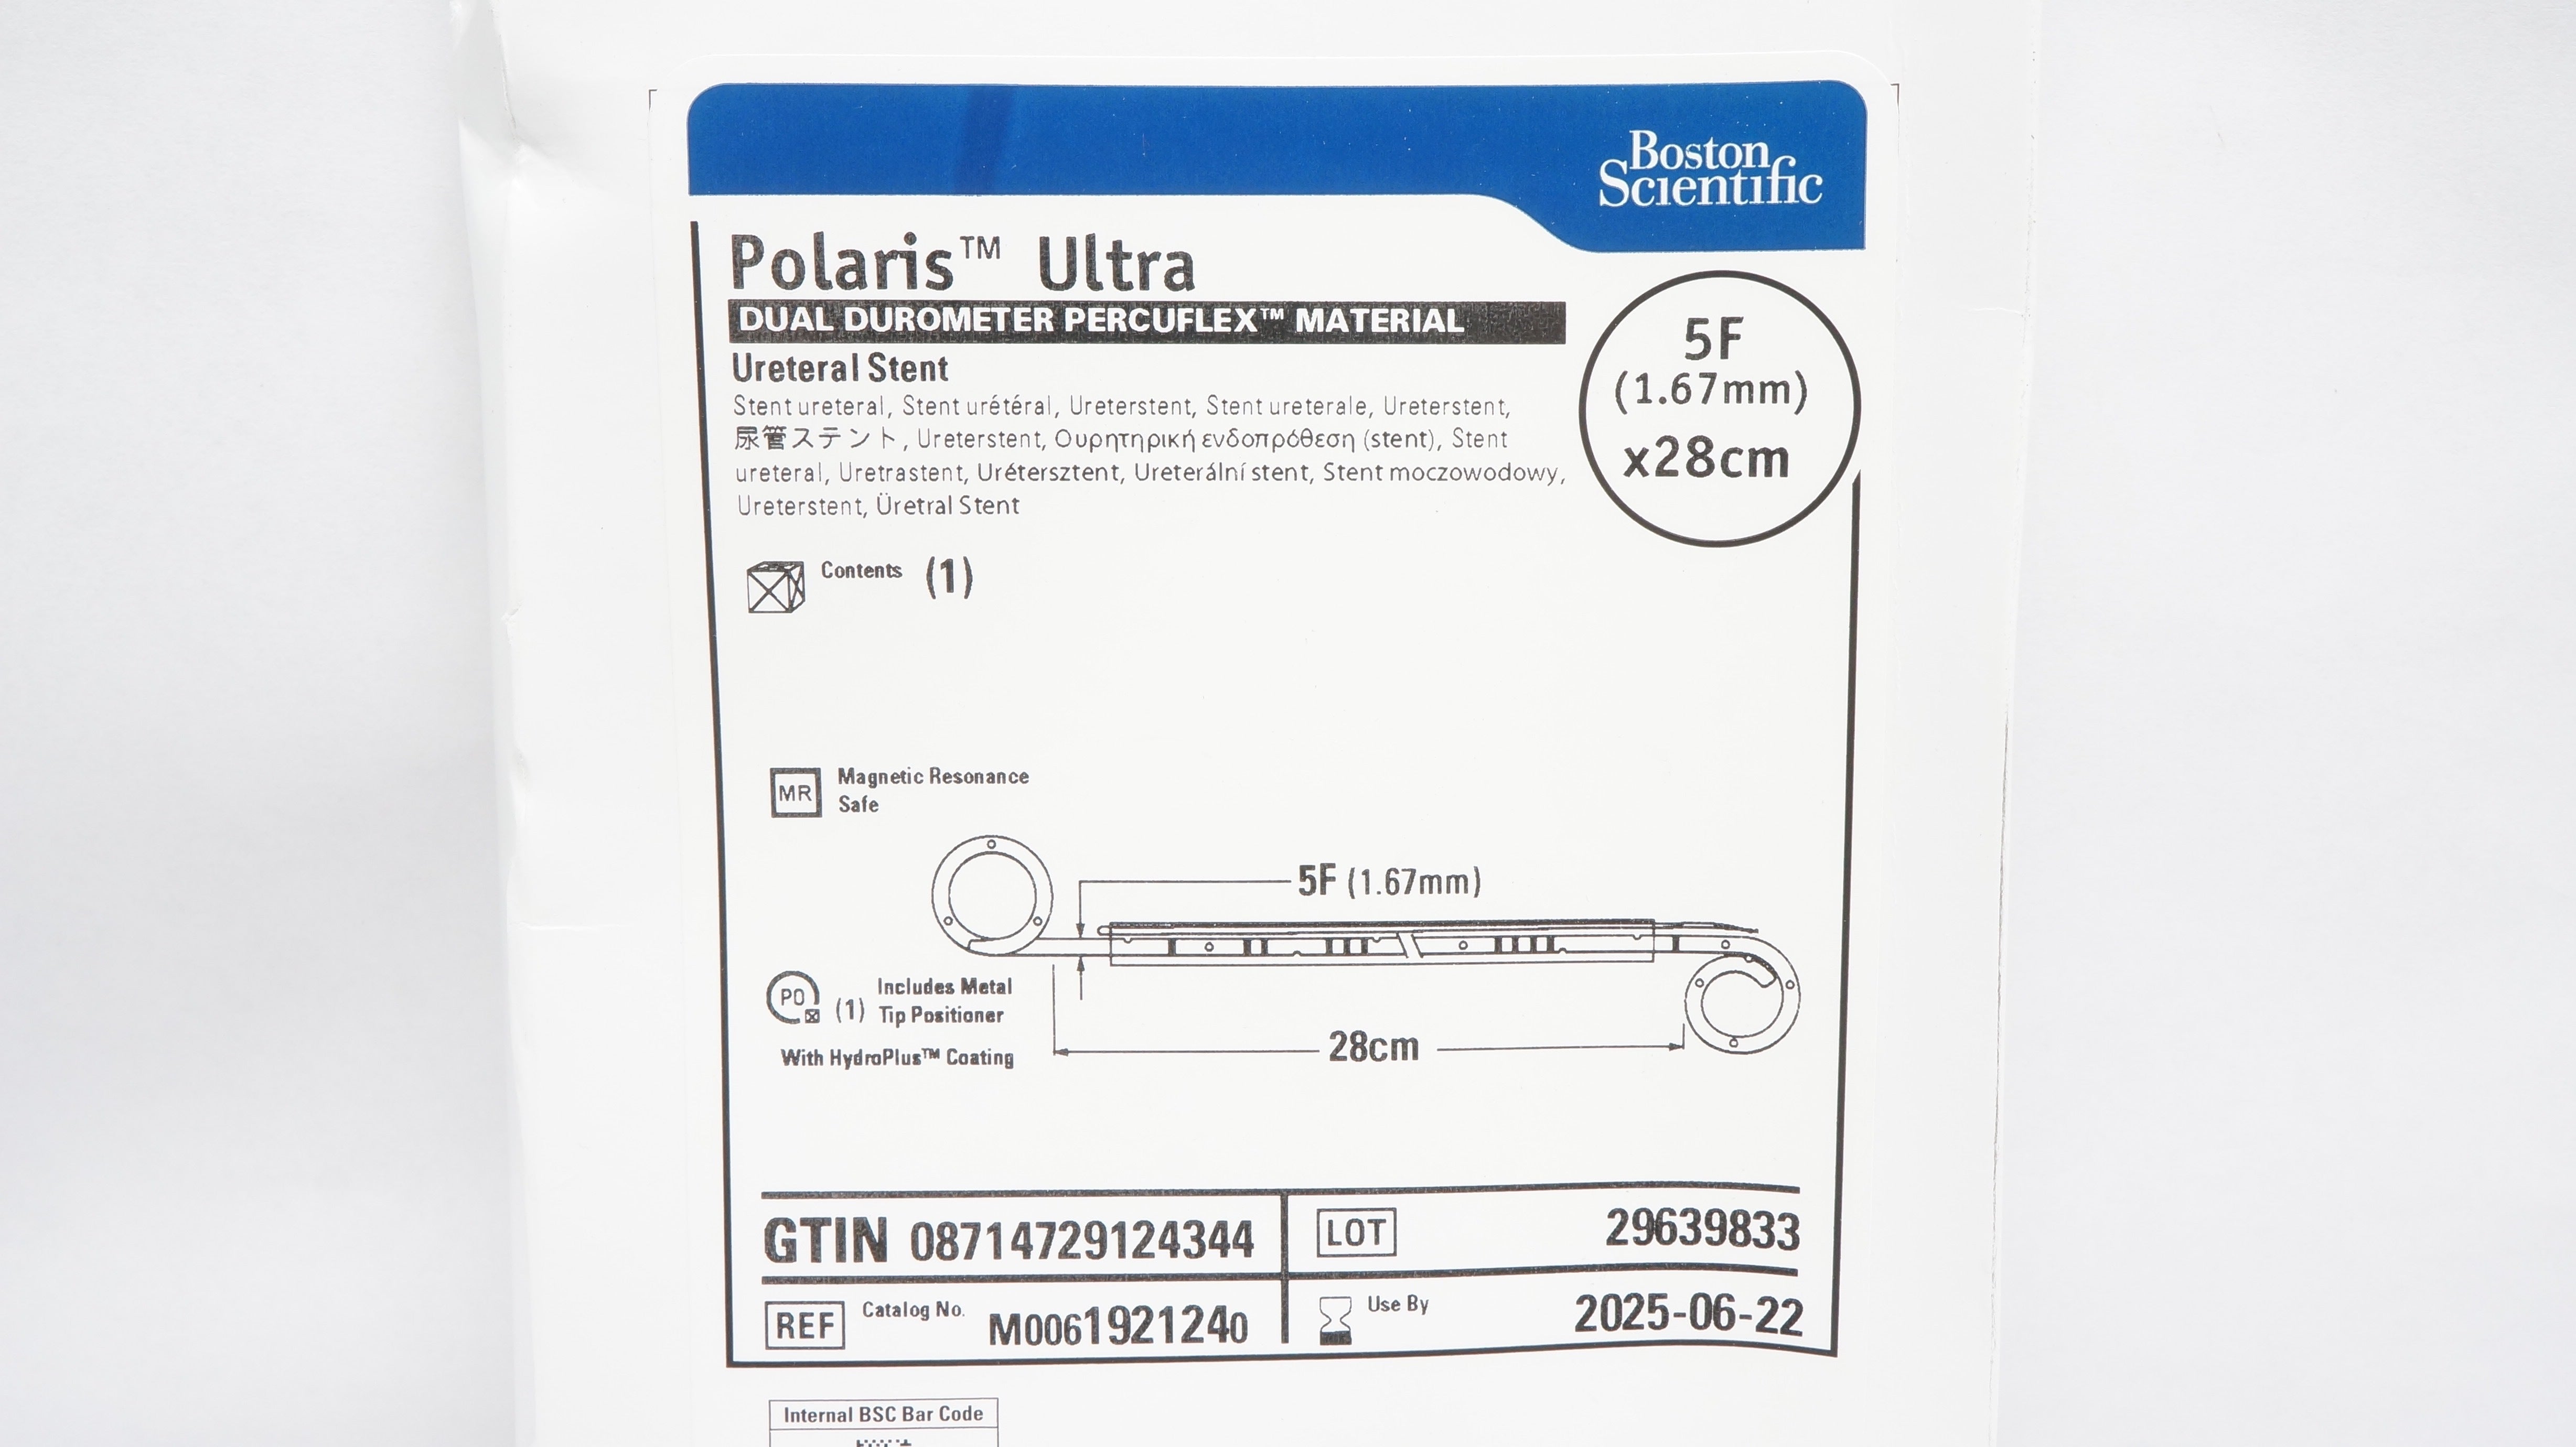 Boston
Scientific
Polaris™ Ultra
DUAL DUROMETER PERCUFLEX™ MATERIAL
Ureteral Stent
Stent ureteral, Stent urétéral, Ureterstent, Stent ureterale, Ureterstent,
尿管ステント, Ureterstent, Ουρητηρική ενδοπρόθεση (stent), Stent
ureteral, Uretrastent, Urétersztent, Ureterální stent, Stent moczowodowy,
Ureterstent, Üretral Stent
5F
(1.67mm)
x28cm
Contents (1)
MR Magnetic Resonance
Safe
5F (1.67mm)
PO (1) Includes Metal
Tip Positioner
With HydroPlus™ Coating
28cm
GTIN 08714729124344
LOT 29639833
REF Catalog No. M0061921240
Use By 2025-06-22
Internal BSC Bar Code